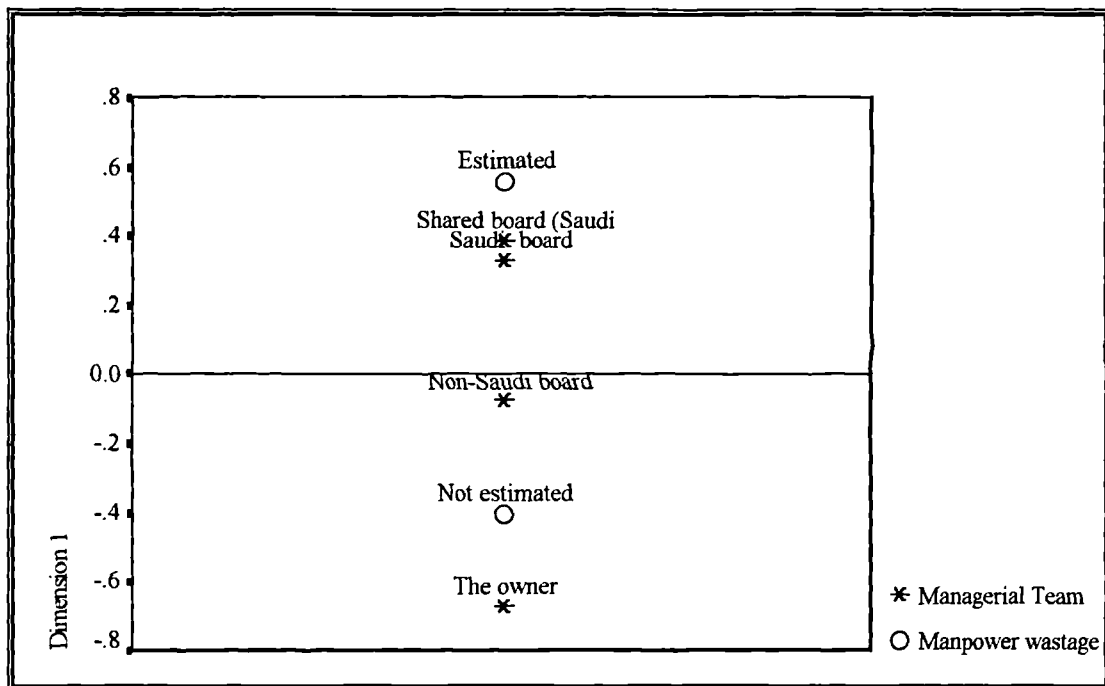 .8
.6
.4
.2
0.0
-.2
-.4
-.6
-.8
Dimension 1
Estimated
Shared board (Saudi
Saudi board
Non-Saudi board
Not estimated
The owner
Managerial Team
Manpower wastage